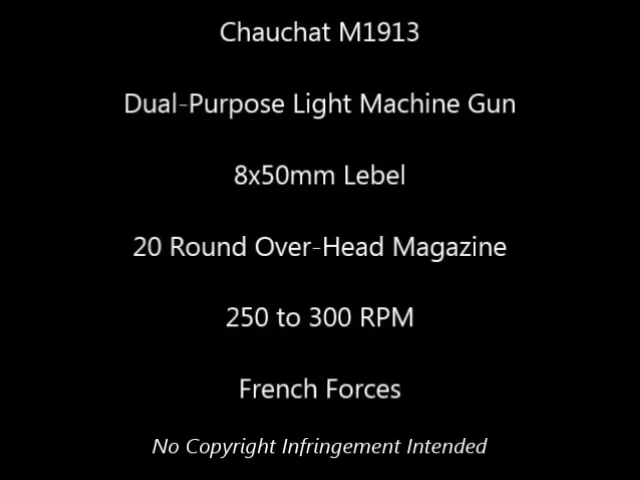 Chauchat M1913
Dual-Purpose Light Machine Gun
8x50mm Lebel
20 Round Over-Head Magazine
250 to 300 RPM
French Forces
No Copyright Infringement Intended